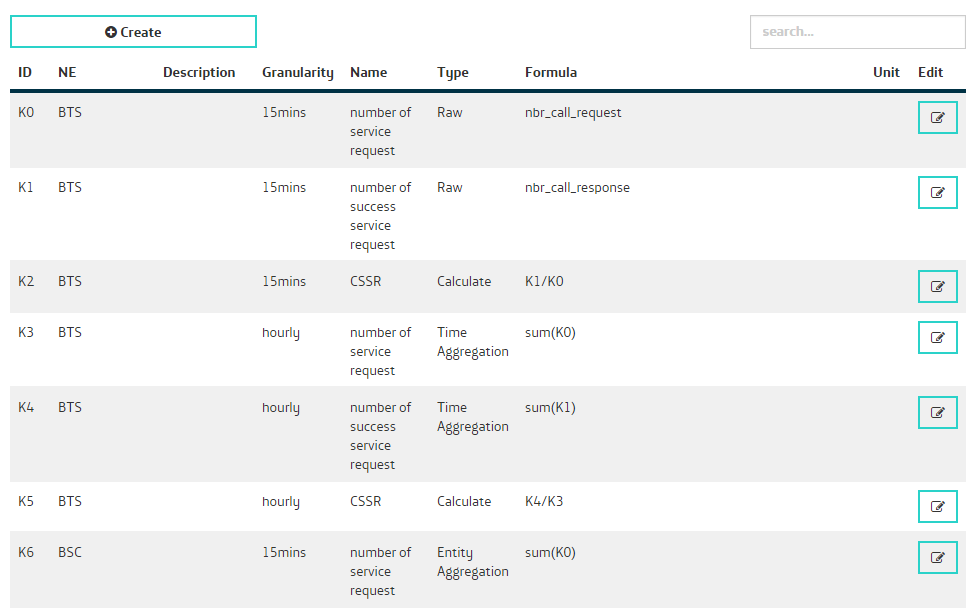 Create
search...
ID NE Description Granularity Name Type Formula Unit Edit
K0 BTS 15mins number of Raw nbr_call_request
service
request
K1 BTS 15mins number of Raw nbr_call_response
success
service
request
K2 BTS 15mins CSSR Calculate K1/K0
K3 BTS hourly number of Time sum(K0)
service Aggregation
request
K4 BTS hourly number of Time sum(K1)
success Aggregation
service
request
K5 BTS hourly CSSR Calculate K4/K3
K6 BSC 15mins number of Entity sum(K0)
service Aggregation
request